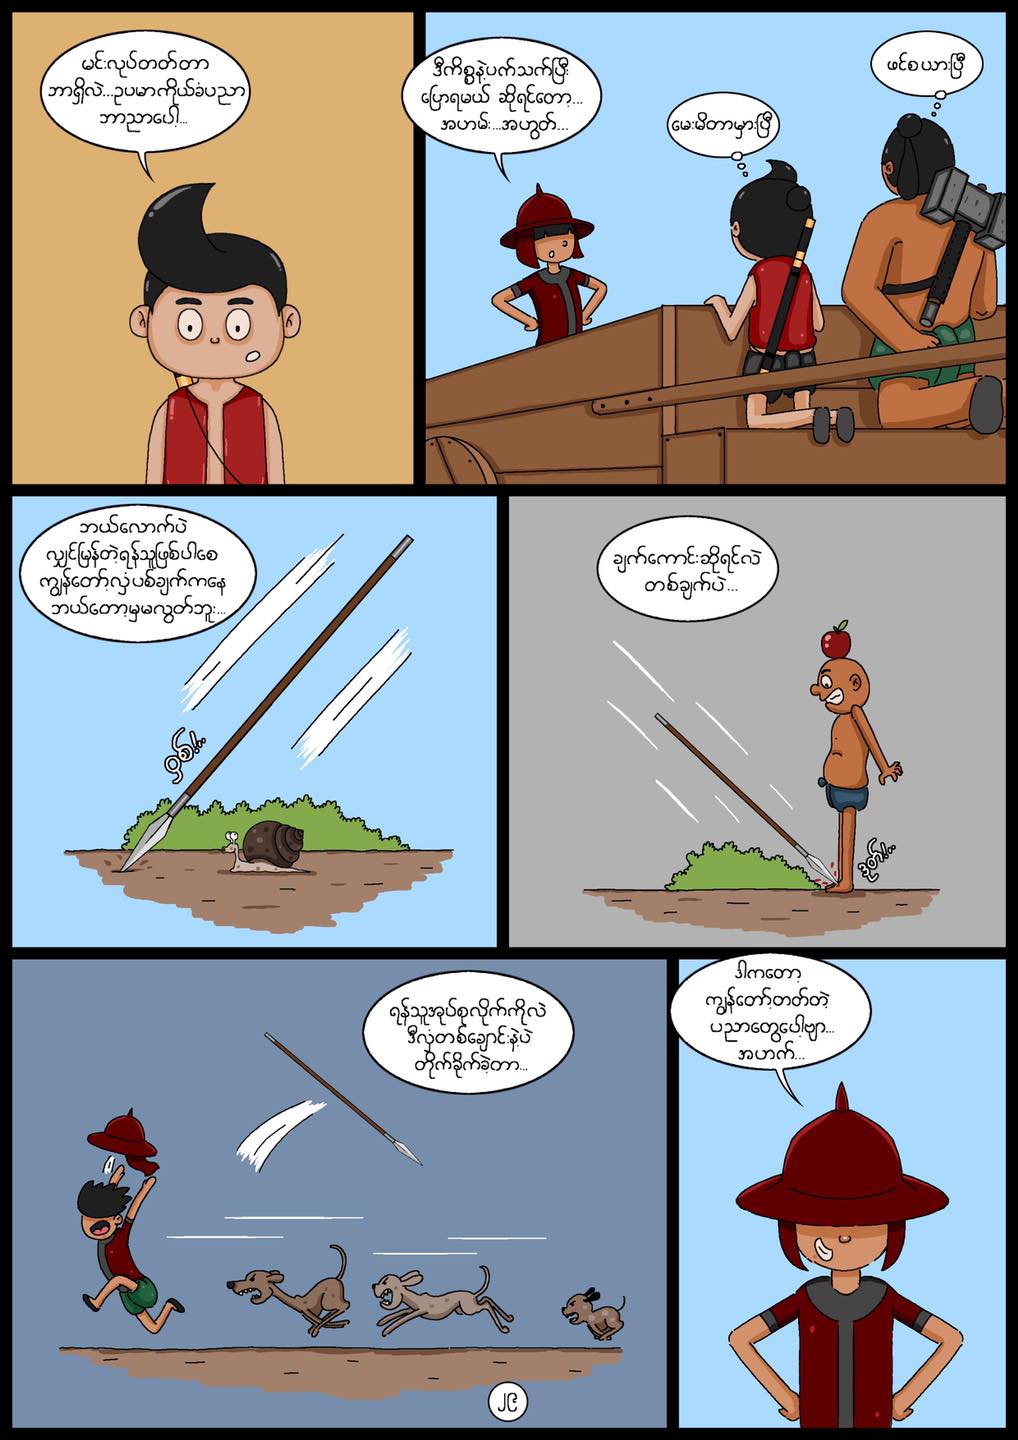 မင်းလုပ်တတ်တာ
ဘာရှိလဲ...ဥပမာကိုယ်ခံပညာ
ဘာညာပေါ့...
ဒီကိစ္စနဲ့ပက်သက်ပြီး
ပြောရမယ် ဆိုရင်တော့...
အဟမ်း...အဟွတ်...
မေးမိတာမှားပြီ
ဖင်စယားပြီ
ဘယ်လောက်ပဲ
လျှင်မြန်တဲ့ရန်သူဖြစ်ပါစေ
ကျွန်တော့်လှံပစ်ချက်ကနေ
ဘယ်တော့မှမလွတ်ဘူး...
ဝှစ်!..
ချက်ကောင်းဆိုရင်လဲ
တစ်ချက်ပဲ...
ဒုတ်!..
ရန်သူအုပ်စုလိုက်ကိုလဲ
ဒီလှံတစ်ချောင်းနဲ့ပဲ
တိုက်ခိုက်ခဲ့တာ...
ဒါကတော့
ကျွန်တော့်တတ်တဲ့
ပညာတွေပေါ့ဗျာ...
အဟက်...
၂၉